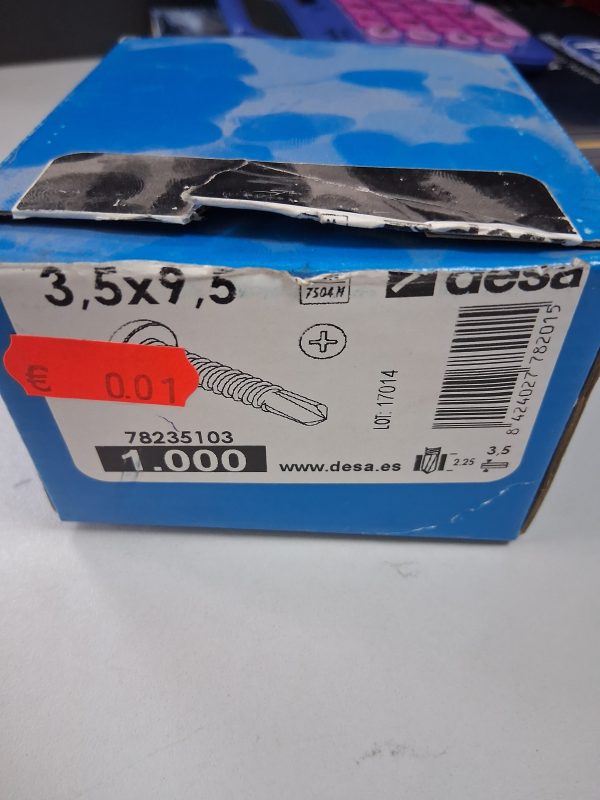 3,5x9,5
7504M
desa
€ 0.01
LOT: 17014
8 424027 782015
78235103
1.000
www.desa.es
2.25
3,5